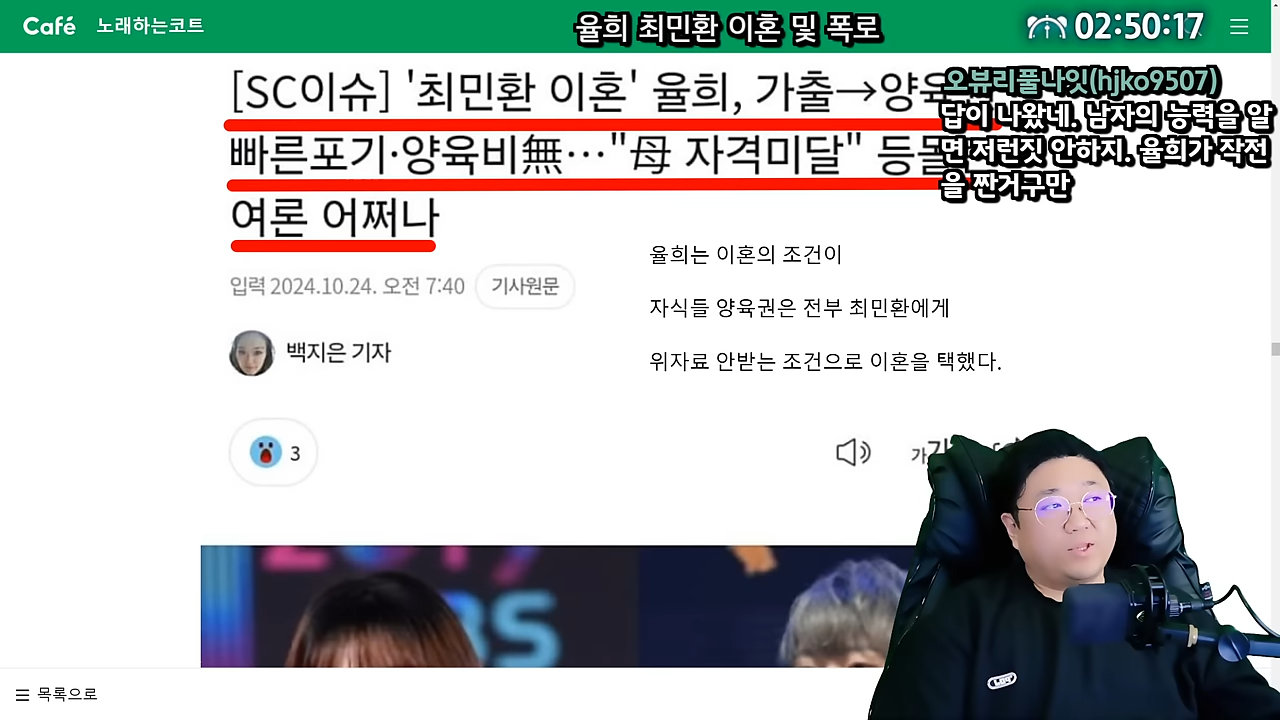 Café 노래하는코트
율희 최민환 이혼 및 폭로
02:50:17
오뷰리풀나잇(hjko9507)
답이 나왔네. 남자의 능력을 알
면 저런짓 안하지. 율희가 작전
을 짠거구만
[SC이슈] '최민환 이혼' 율희, 가출→양육
빠른포기·양육비無…"母 자격미달" 등돌
여론 어쩌나
입력 2024.10.24. 오전 7:40 기사원문
백지은 기자
율희는 이혼의 조건이
자식들 양육권은 전부 최민환에게
위자료 안받는 조건으로 이혼을 택했다.
3
가가
2017
BS
목록으로